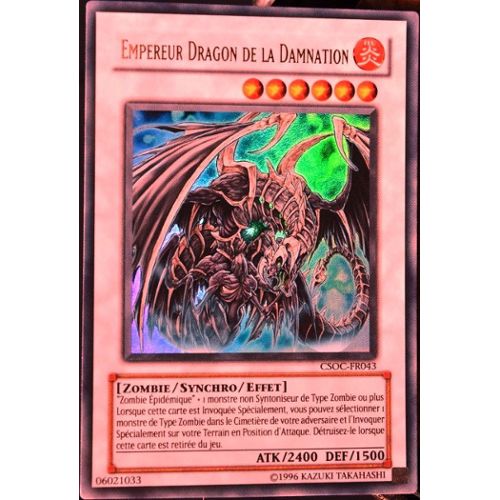 EMPEREUR DRAGON DE LA DAMNATION
炎
CSOC-FR043
[ZOMBIE/SYNCHRO/EFFET]
"Zombie Épidémique" + 1 monstre non Syntoniseur de Type Zombie ou plus
Lorsque cette carte est Invoquée Spécialement, vous pouvez sélectionner 1
monstre de Type Zombie dans le Cimetière de votre adversaire et l'Invoquer
Spécialement sur votre Terrain en Position d'Attaque. Détruisez-le lorsque
cette carte est retirée du jeu.
ATK/2400 DEF/1500
06021033 ©1996 KAZUKI TAKAHASHI